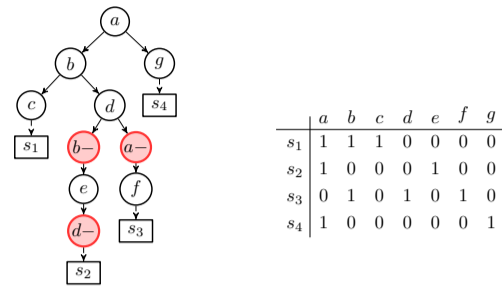 a
b g
c d s4
s1 b− a−
e f
d− s3
s2
a b c d e f g
s1 1 1 1 0 0 0 0
s2 1 0 0 0 1 0 0
s3 0 1 0 1 0 1 0
s4 1 0 0 0 0 0 1